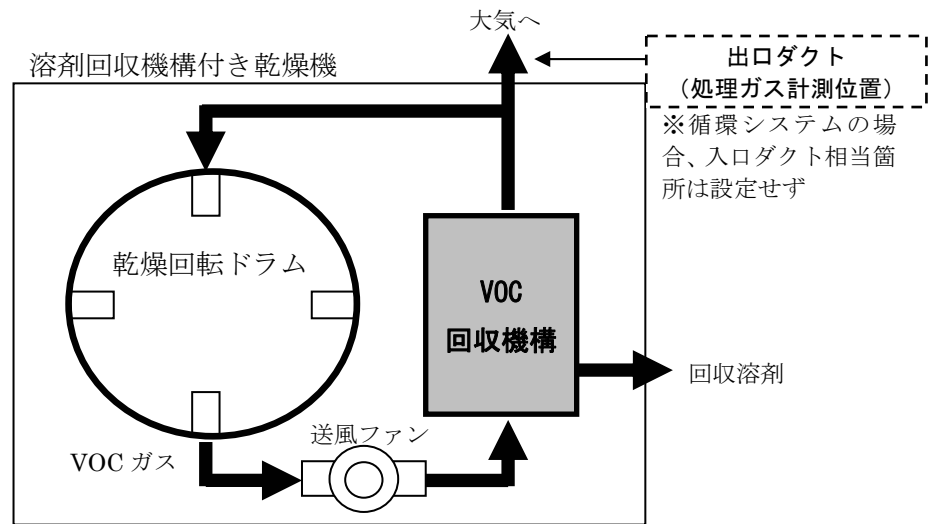 大気へ
溶剤回収機構付き乾燥機
出口ダクト
(処理ガス計測位置)
※循環システムの場
合、入口ダクト相当箇
所は設定せず
乾燥回転ドラム
VOC
回収機構
回収溶剤
送風ファン
VOC ガス